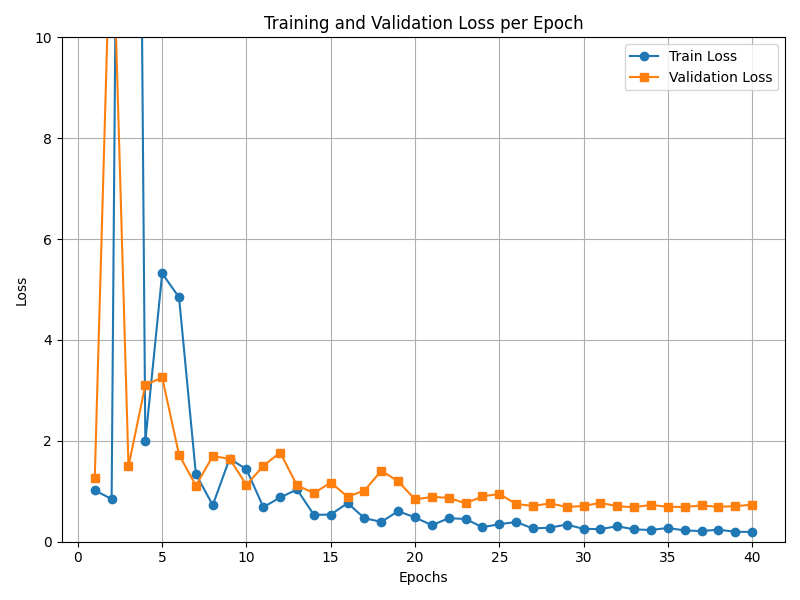 Training and Validation Loss per Epoch
Train Loss
Validation Loss
10
8
6
4
2
0
Loss
0 5 10 15 20 25 30 35 40
Epochs